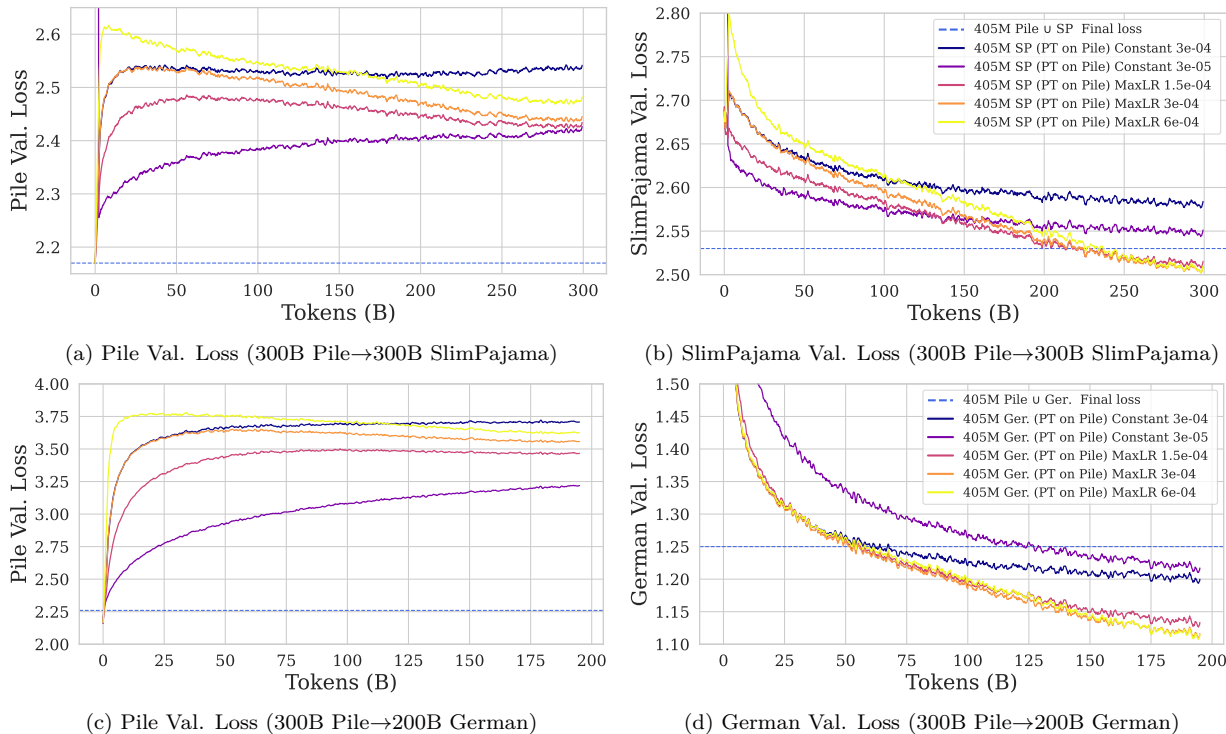 Pile Val. Loss
2.6
2.5
2.4
2.3
2.2
0 50 100 150 200 250 300
Tokens (B)
(a) Pile Val. Loss (300B Pile→300B SlimPajama)
SlimPajama Val. Loss
2.80
2.75
2.70
2.65
2.60
2.55
2.50
0 50 100 150 200 250 300
Tokens (B)
405M Pile ∪ SP Final loss
405M SP (PT on Pile) Constant 3e-04
405M SP (PT on Pile) Constant 3e-05
405M SP (PT on Pile) MaxLR 1.5e-04
405M SP (PT on Pile) MaxLR 3e-04
405M SP (PT on Pile) MaxLR 6e-04
(b) SlimPajama Val. Loss (300B Pile→300B SlimPajama)
Pile Val. Loss
4.00
3.75
3.50
3.25
3.00
2.75
2.50
2.25
2.00
0 25 50 75 100 125 150 175 200
Tokens (B)
(c) Pile Val. Loss (300B Pile→200B German)
German Val. Loss
1.50
1.45
1.40
1.35
1.30
1.25
1.20
1.15
1.10
0 25 50 75 100 125 150 175 200
Tokens (B)
405M Pile ∪ Ger. Final loss
405M Ger. (PT on Pile) Constant 3e-04
405M Ger. (PT on Pile) Constant 3e-05
405M Ger. (PT on Pile) MaxLR 1.5e-04
405M Ger. (PT on Pile) MaxLR 3e-04
405M Ger. (PT on Pile) MaxLR 6e-04
(d) German Val. Loss (300B Pile→200B German)